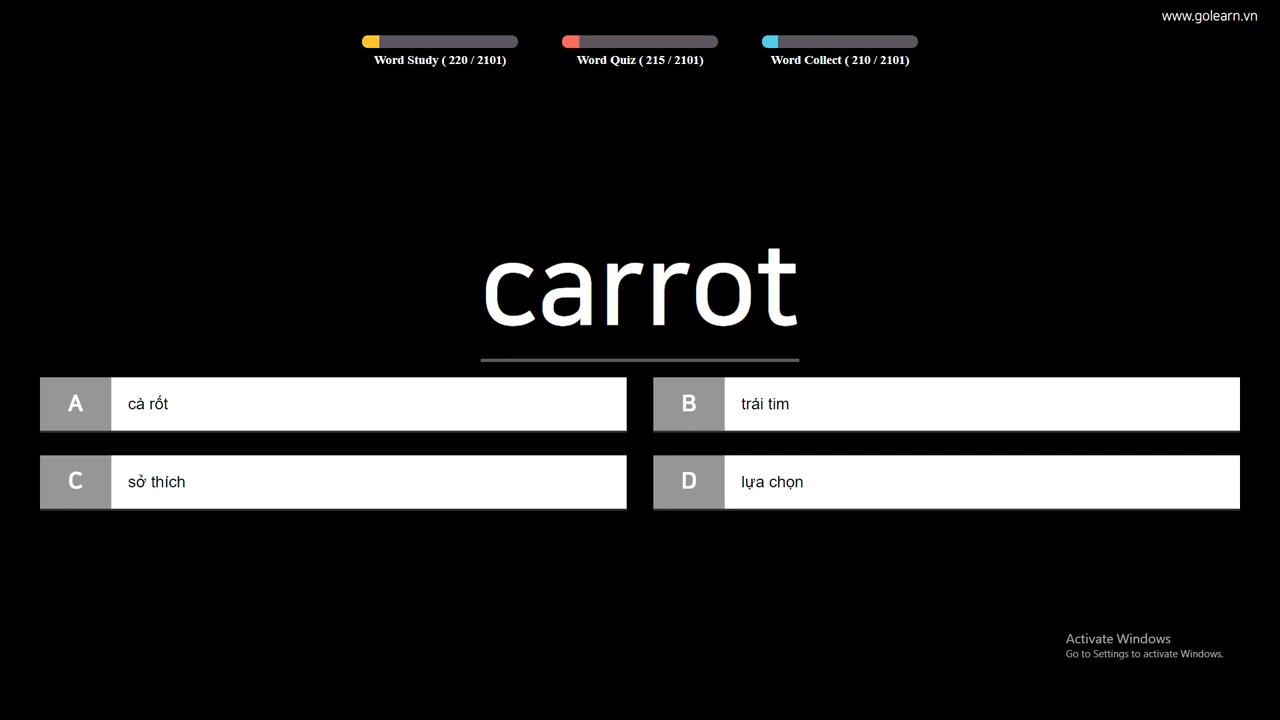 www.golearn.vn
Word Study ( 220 / 2101)
Word Quiz ( 215 / 2101)
Word Collect ( 210 / 2101)
carrot
A cà rốt
B trái tim
C sở thích
D lựa chọn
Activate Windows
Go to Settings to activate Windows.